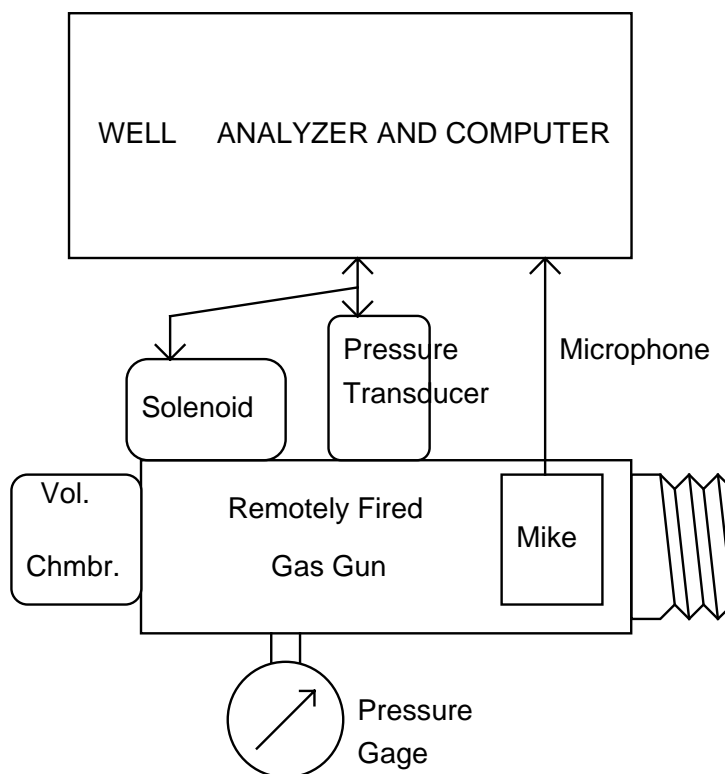 WELL ANALYZER AND COMPUTER
Pressure
Transducer
Microphone
Solenoid
Vol.
Chmbr.
Remotely Fired
Gas Gun
Mike
Pressure
Gage